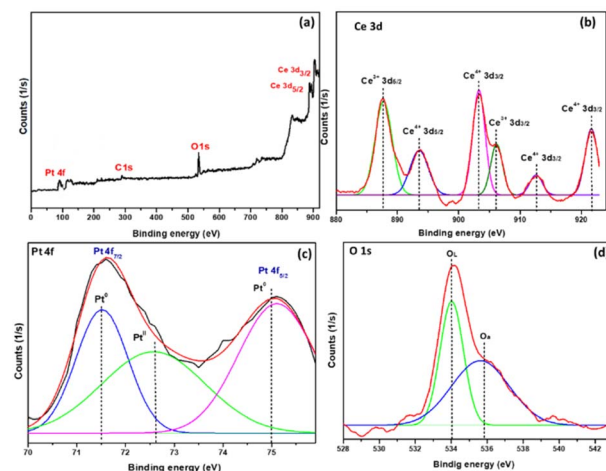 (a)
Ce 3d3/2
Ce 3d5/2
O1s
Pt 4f
C1s
Counts (1/s)
0 100 200 300 400 500 600 700 800 900
Binding energy (eV)
(b)
Ce 3d
Ce3+ 3d5/2
Ce4+ 3d5/2
Ce4+ 3d3/2
Ce3+ 3d3/2
Ce4+ 3d3/2
Ce4+ 3d3/2
Counts (1/s)
880 890 900 910 920
Binding energy (eV)
Pt 4f
(c)
Pt 4f7/2
Pt 4f5/2
Pt0
PtII
Pt0
Counts (1/s)
70 71 72 73 74 75
Binding energy (eV)
O 1s
(d)
OL
Oa
Counts (1/s)
528 530 532 534 536 538 540 542
Bindig energy (eV)